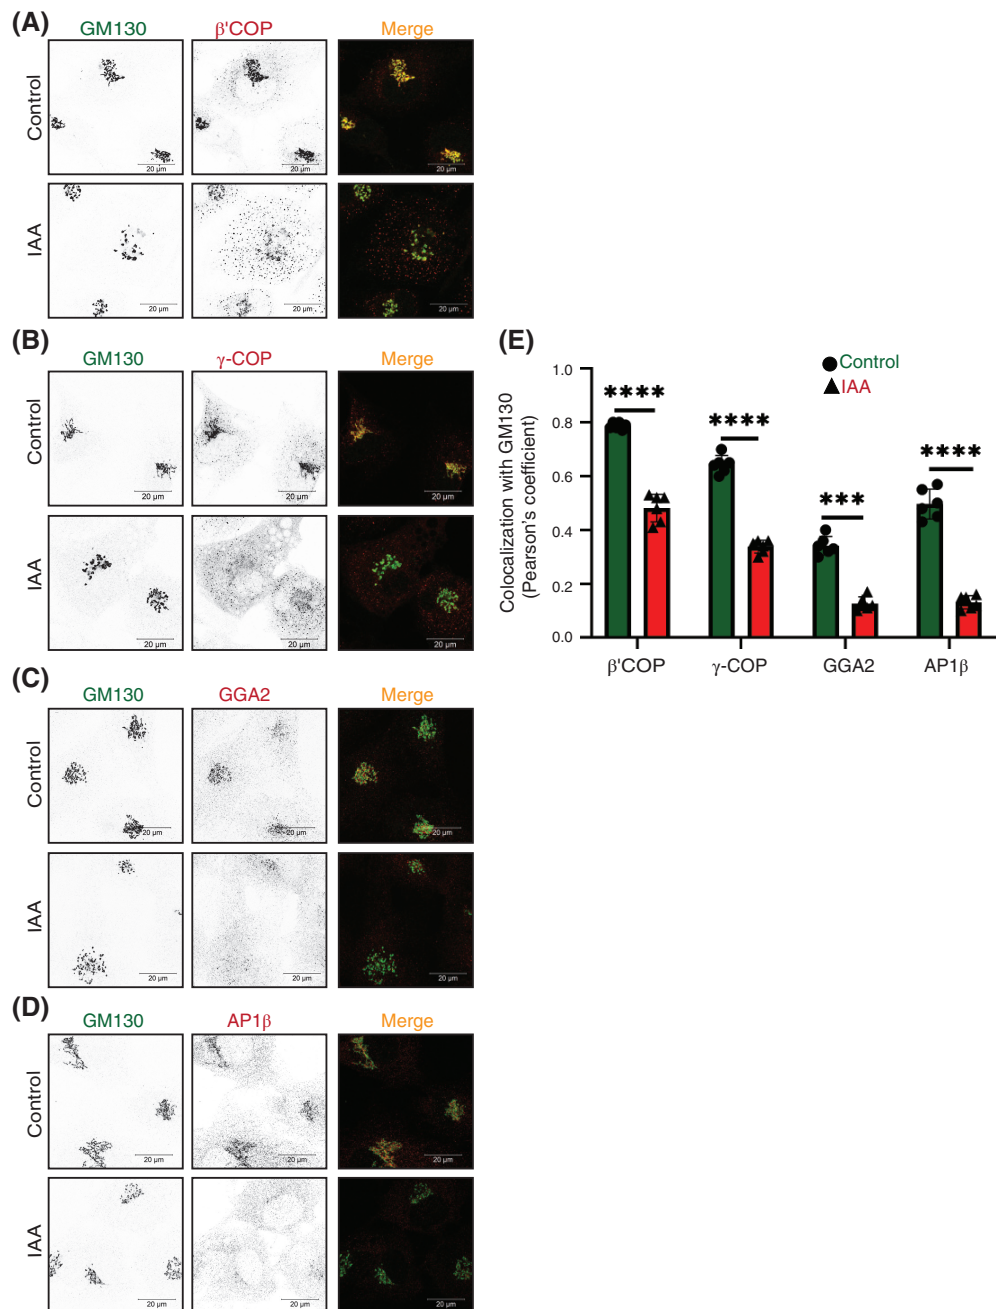 (A)
GM130 β'COP Merge
Control
20 µm 20 µm 20 µm
IAA
20 µm 20 µm 20 µm
(B)
GM130 γ-COP Merge
Control
20 µm 20 µm 20 µm
IAA
20 µm 20 µm 20 µm
(C)
GM130 GGA2 Merge
Control
20 µm 20 µm 20 µm
IAA
20 µm 20 µm 20 µm
(D)
GM130 AP1β Merge
Control
20 µm 20 µm 20 µm
IAA
20 µm 20 µm 20 µm
(E)
Colocalization with GM130
(Pearson's coefficient)
1.0
0.8
0.6
0.4
0.2
0.0
Control
IAA
**** **** *** ****
β'COP γ-COP GGA2 AP1β